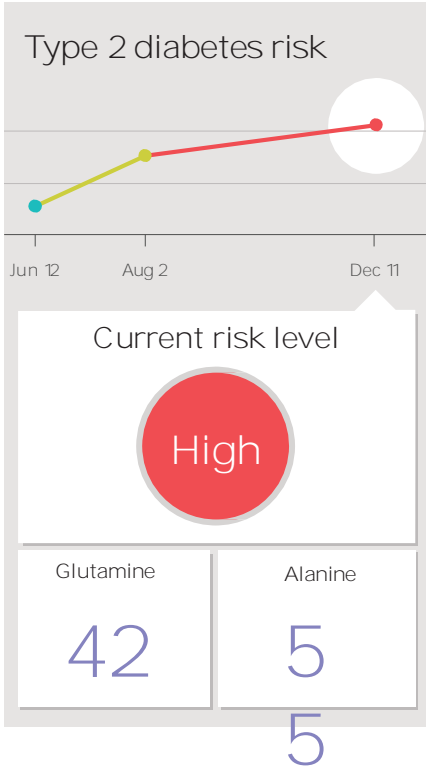 Type 2 diabetes risk
Jun 12 Aug 2 Dec 11
Current risk level
High
Glutamine Alanine
42 5
5